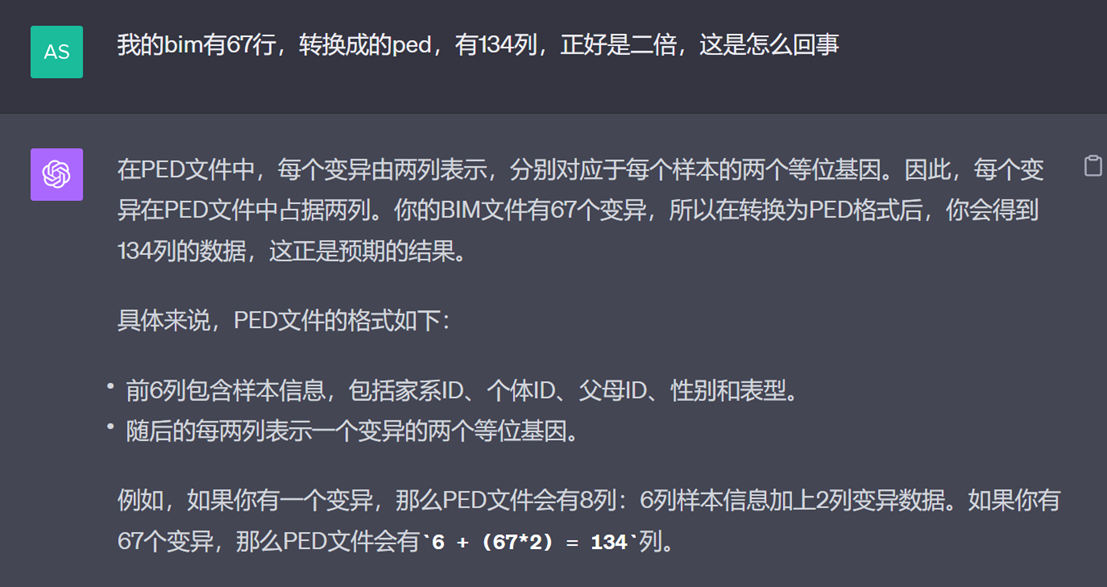 AS
我的bim有67行，转换成的ped，有134列，正好是二倍，这是怎么回事
在PED文件中，每个变异由两列表示，分别对应于每个样本的两个等位基因。因此，每个变
异在PED文件中占据两列。你的BIM文件有67个变异，所以在转换为PED格式后，你会得到
134列的数据，这正是预期的结果。
具体来说，PED文件的格式如下：
• 前6列包含样本信息，包括家系ID、个体ID、父母ID、性别和表型。
• 随后的每两列表示一个变异的两个等位基因。
例如，如果你有一个变异，那么PED文件会有8列：6列样本信息加上2列变异数据。如果你有
67个变异，那么PED文件会有`6 + (67*2) = 134`列。